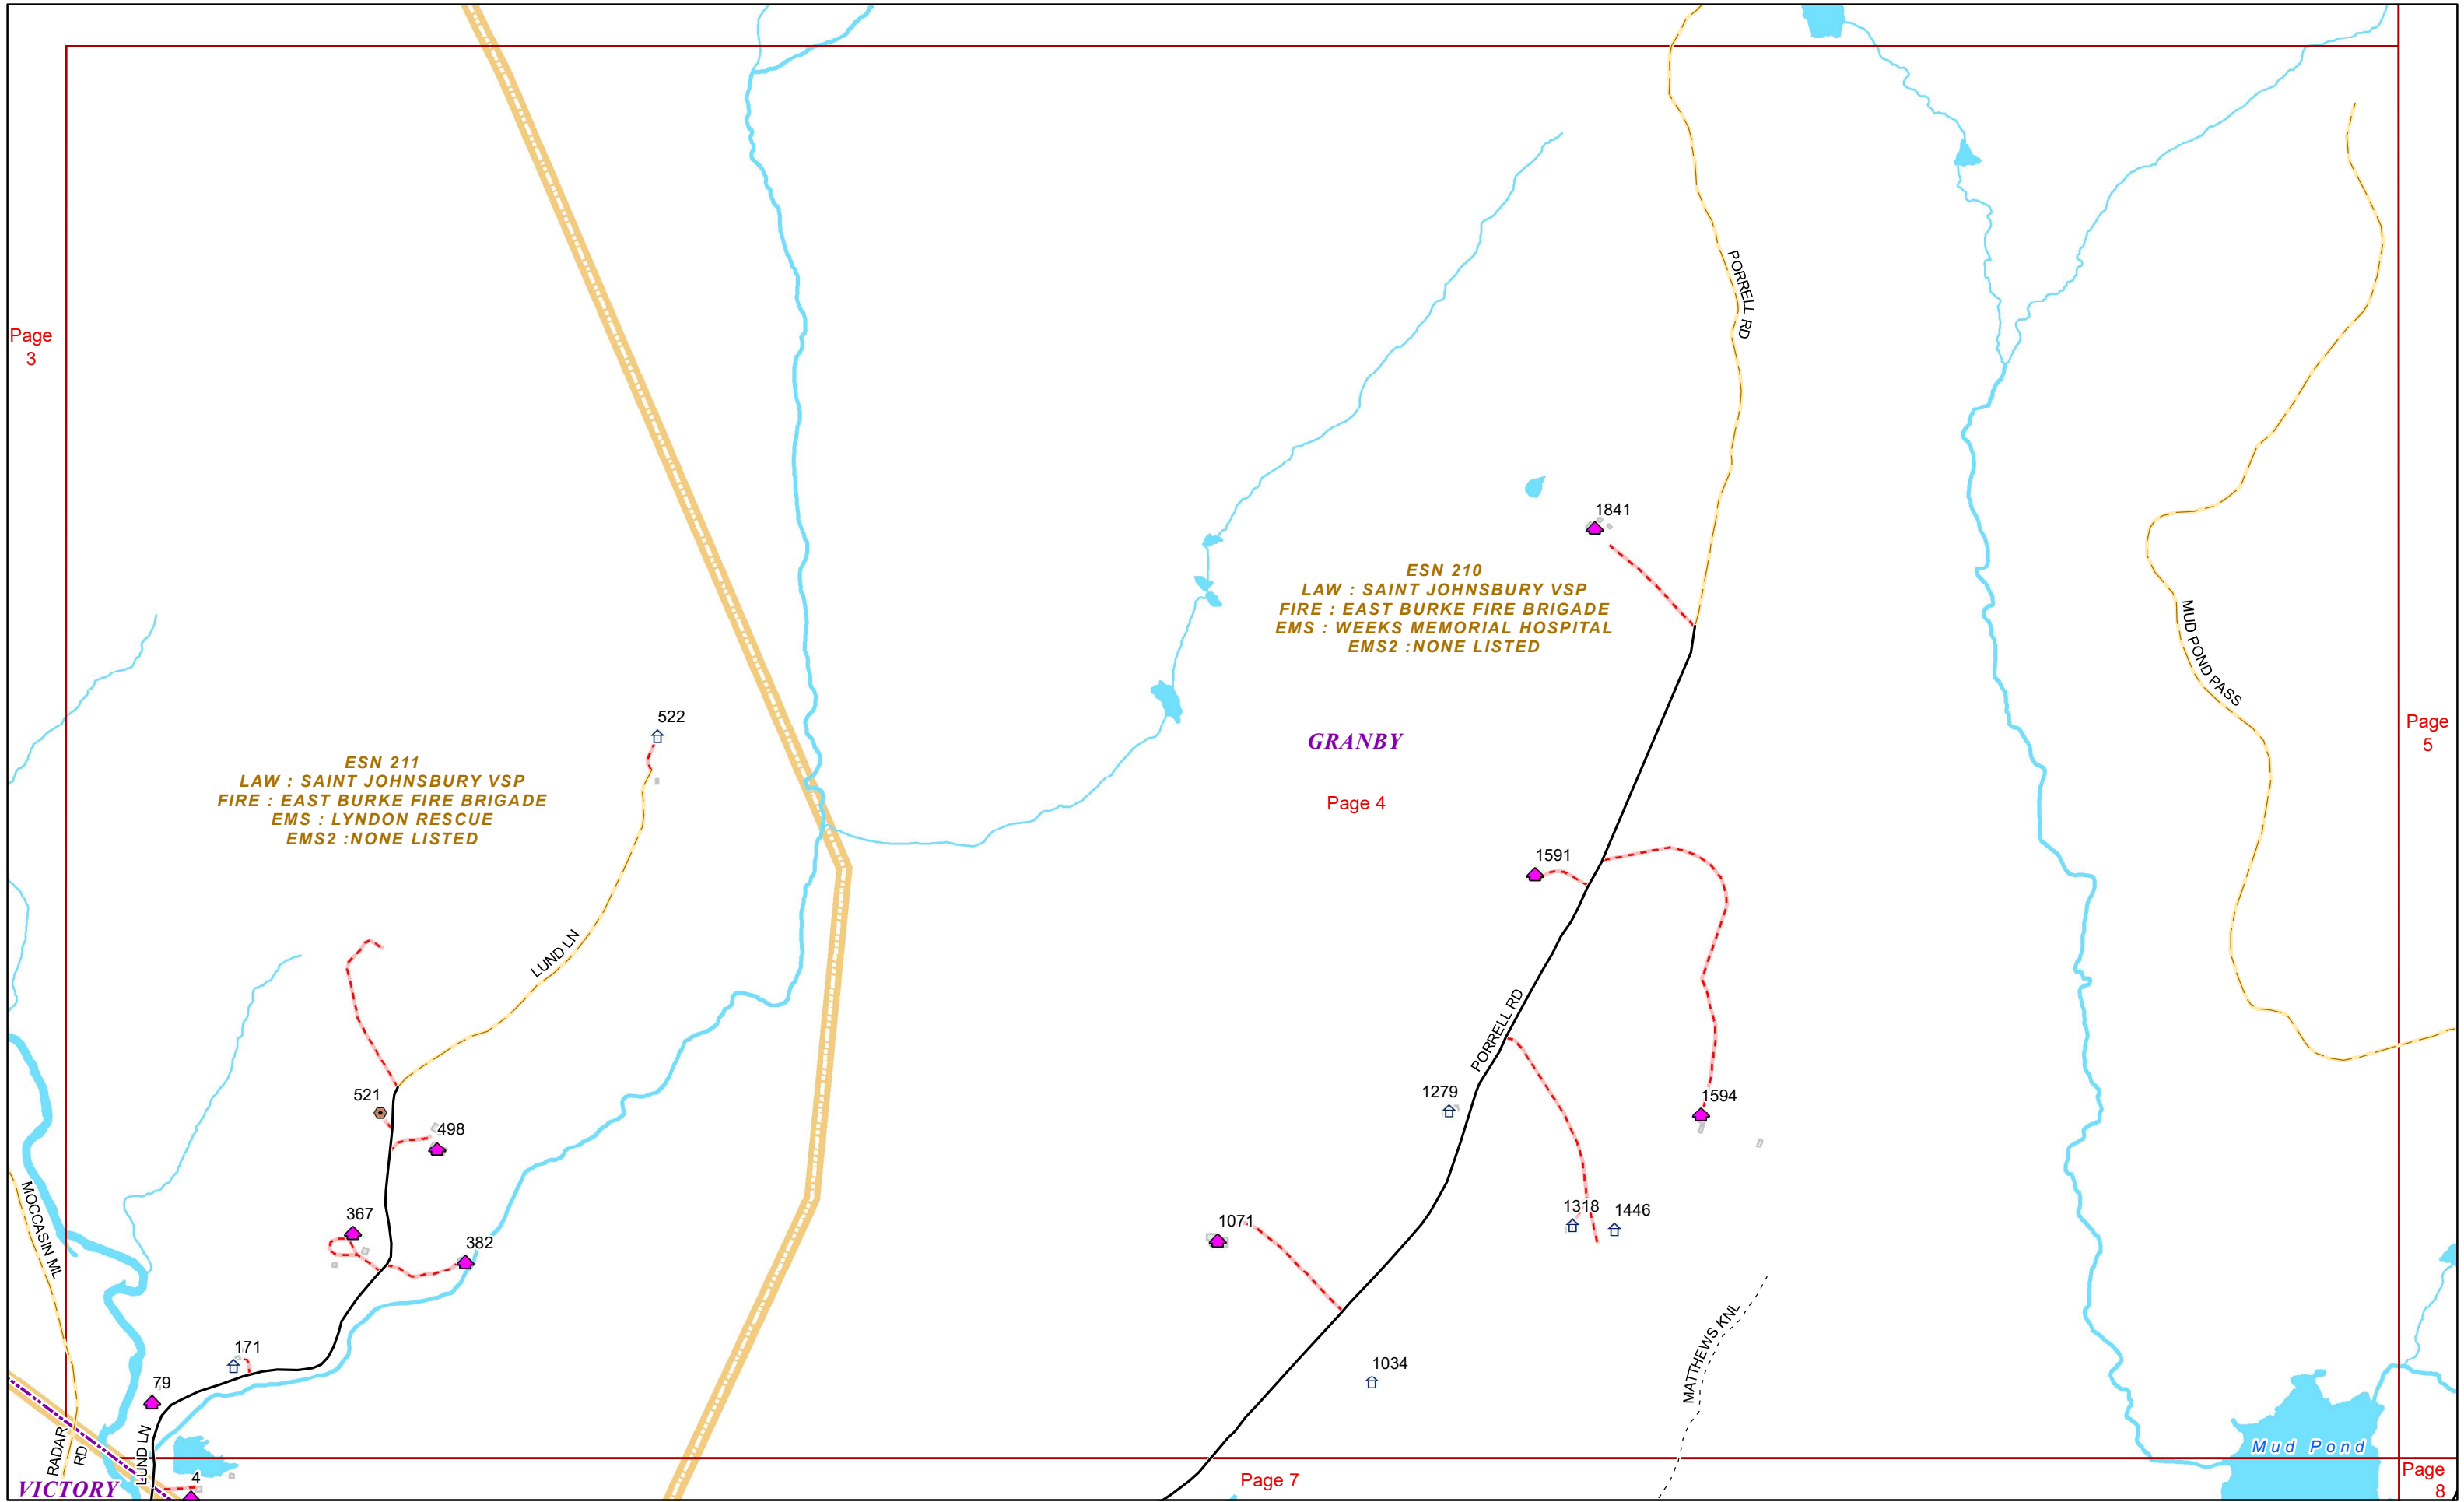 PORRELL RD
Page
3
1841
ESN 210
LAW : SAINT JOHNSBURY VSP
FIRE : EAST BURKE FIRE BRIGADE
EMS : WEEKS MEMORIAL HOSPITAL
EMS2 :NONE LISTED
MUD POND PASS
522
GRANBY
Page
5
ESN 211
LAW : SAINT JOHNSBURY VSP
FIRE : EAST BURKE FIRE BRIGADE
EMS : LYNDON RESCUE
EMS2 :NONE LISTED
Page 4
1591
LUND LN
PORRELL RD
521
498
1279
1594
MOCCASIN ML
367
382
1071
1318
1446
171
79
1034
MATTHEWS KNL
RADAR
RD
LUND LN
Mud Pond
4
VICTORY
Page 7
Page
8